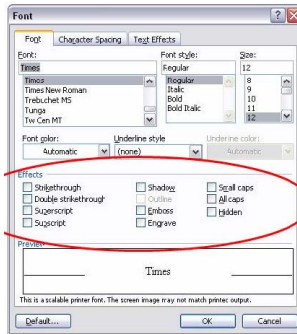 Font
Font Character Spacing Text Effects
Font: Font style: Size:
Times Regular 12
Times Regular 8
Times New Roman Italic 9
Trebuchet MS Bold 10
Tunga Bold Italic 11
Tw Cen MT 12
Font color: Underline style Underline color:
Automatic (none) Automatic
Effects
Strikethrough Shadow Small caps
Double strikethrough Outline All caps
Superscript Emboss Hidden
Subscript Engrave
Preview
Times
This is a scalable printer font. The screen image may not match printer output.
Default... OK Cancel